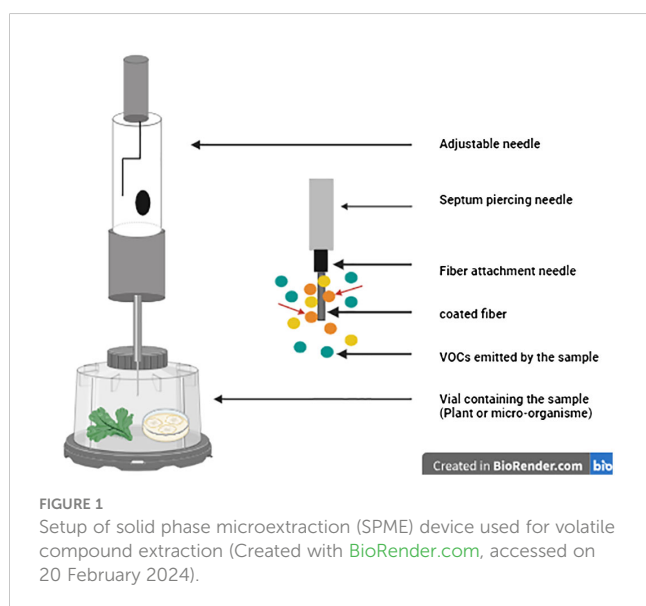 Adjustable needle
Septum piercing needle
Fiber attachment needle
coated fiber
VOCs emitted by the sample
Vial containing the sample
(Plant or micro-organisme)
Created in BioRender.com bio
FIGURE 1
Setup of solid phase microextraction (SPME) device used for volatile
compound extraction (Created with BioRender.com, accessed on
20 February 2024).